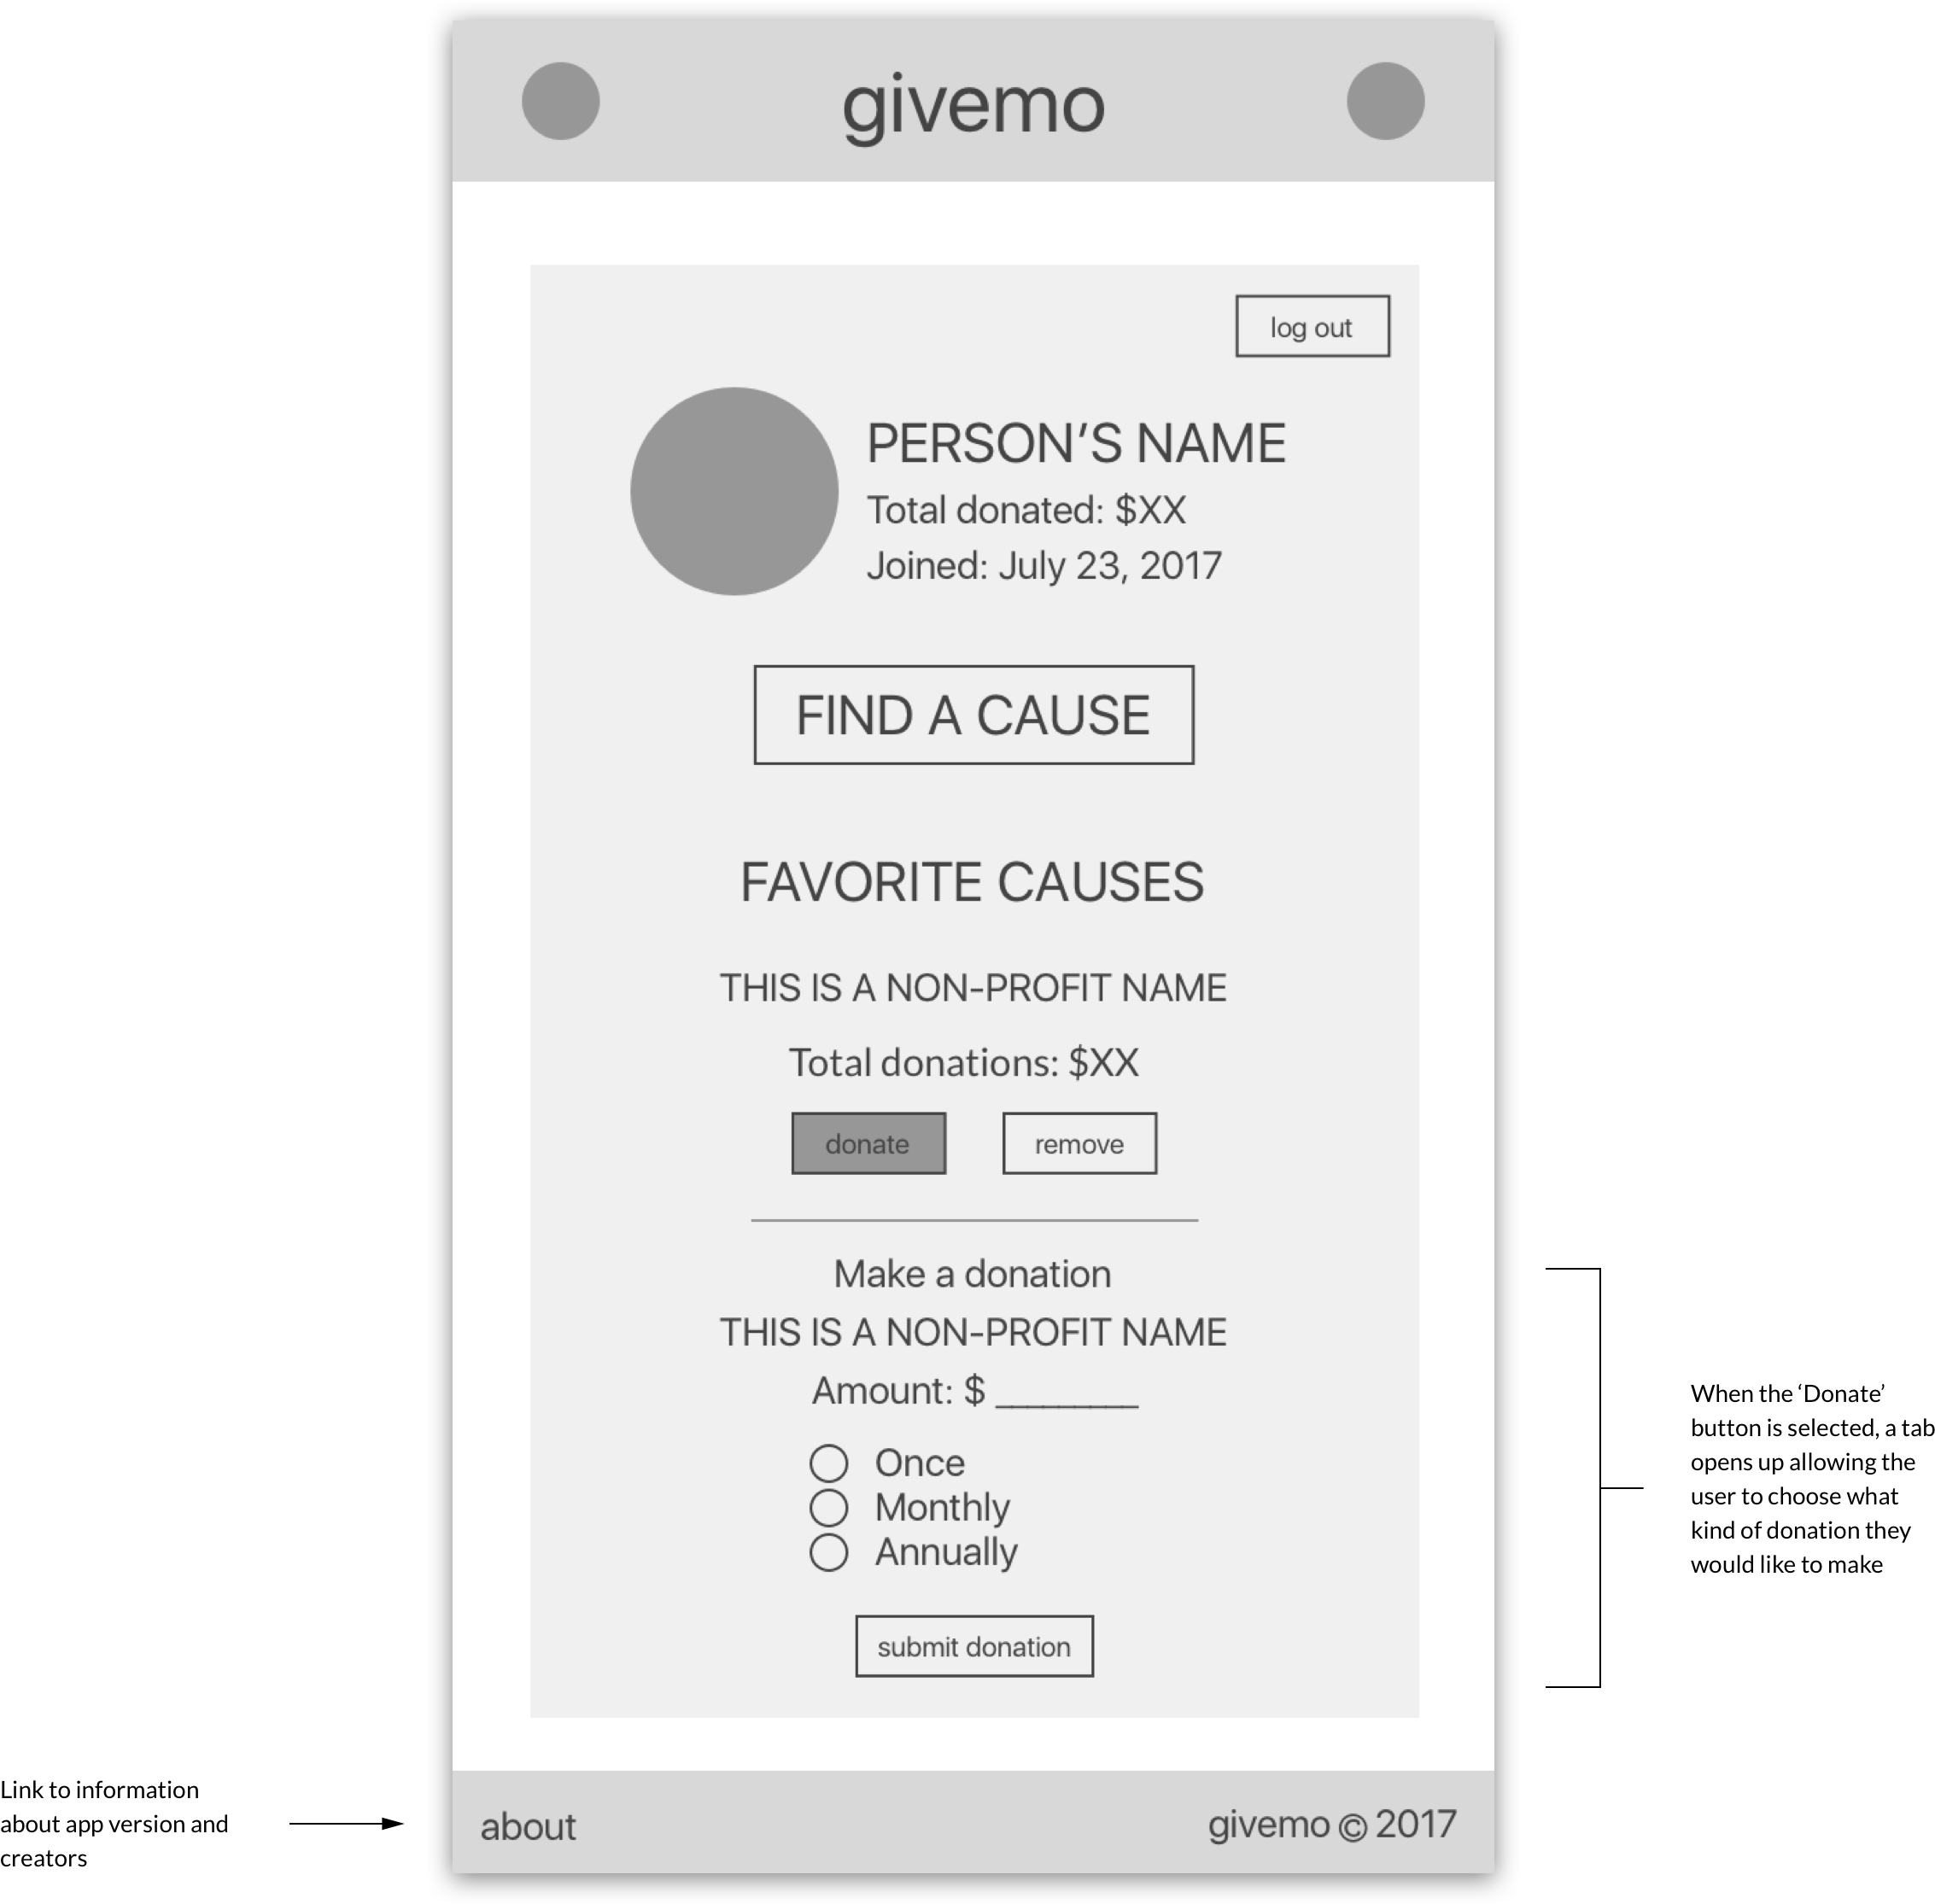 givemo
log out
PERSON’S NAME
Total donated: $XX
Joined: July 23, 2017
FIND A CAUSE
FAVORITE CAUSES
THIS IS A NON-PROFIT NAME
Total donations: $XX
donate
remove
Make a donation
THIS IS A NON-PROFIT NAME
Amount: $ ________
Once
Monthly
Annually
submit donation
When the ‘Donate’
button is selected, a tab
opens up allowing the
user to choose what
kind of donation they
would like to make
Link to information
about app version and
creators
about
givemo © 2017